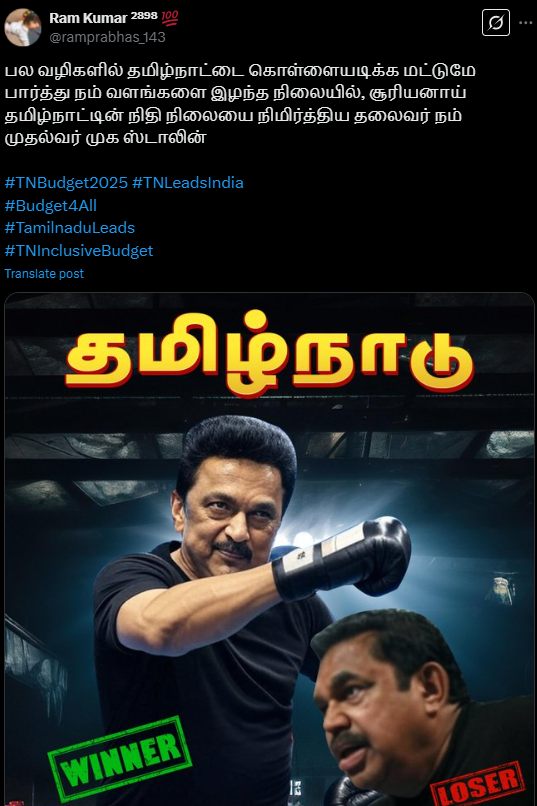 Ram Kumar ²⁸⁹⁸ 💯
@ramprabhas_143
பல வழிகளில் தமிழ்நாட்டை கொள்ளையடிக்க மட்டுமே
பார்த்து நம் வளங்களை இழந்த நிலையில், சூரியனாய்
தமிழ்நாட்டின் நிதி நிலையை நிமிர்த்திய தலைவர் நம்
முதல்வர் முக ஸ்டாலின்
#TNBudget2025 #TNLeadsIndia
#Budget4All
#TamilnaduLeads
#TNInclusiveBudget
Translate post
தமிழ்நாடு
WINNER
LOSER